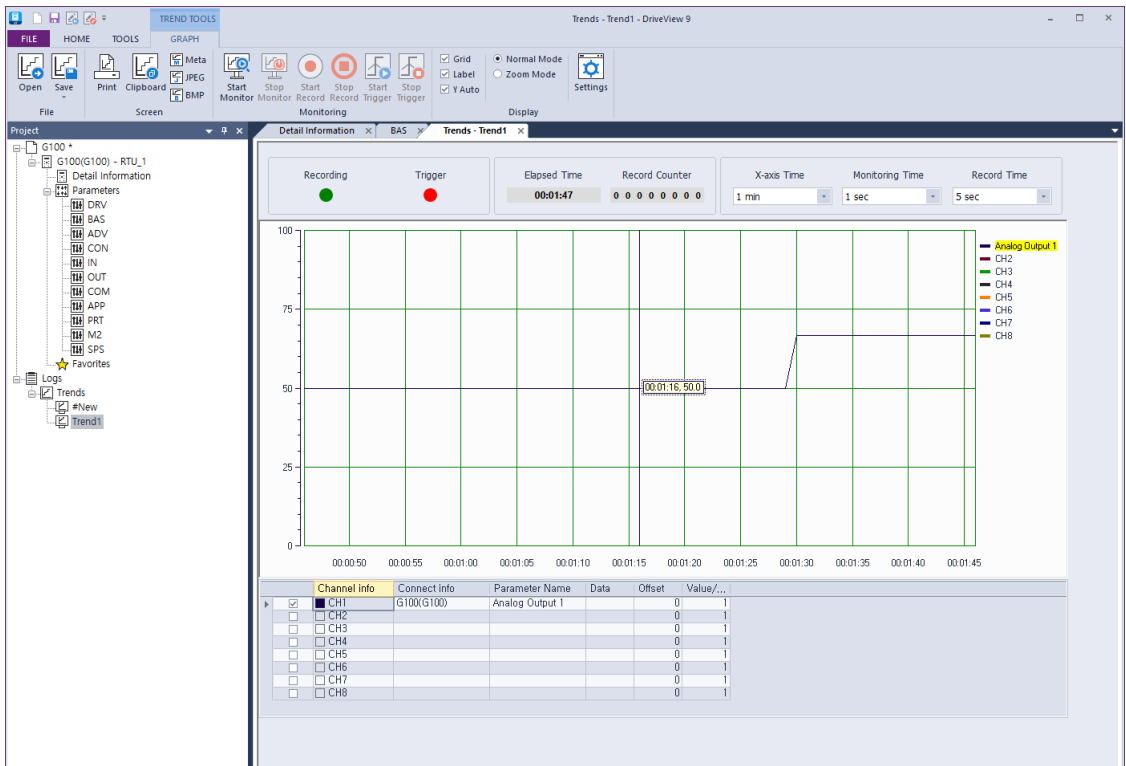 TREND TOOLS
Trends - Trend1 - DriveView 9
FILE HOME TOOLS GRAPH
Open
Save
Print
Clipboard
Meta
JPEG
BMP
Start Monitor
Stop Monitor
Start Record
Stop Record
Start Trigger
Stop Trigger
Grid
Label
Y Auto
Normal Mode
Zoom Mode
Settings
File
Screen
Monitoring
Display
Project
G100 *
G100(G100) - RTU_1
Detail Information
Parameters
DRV
BAS
ADV
CON
IN
OUT
COM
APP
PRT
M2
SPS
Favorites
Logs
Trends
#New
Trend1
Detail Information
BAS
Trends - Trend1
Recording
Trigger
Elapsed Time
00:01:47
Record Counter
0 0 0 0 0 0 0 0
X-axis Time
1 min
Monitoring Time
1 sec
Record Time
5 sec
100
75
50
25
0
00:01:16, 50.0
00:00:50 00:00:55 00:01:00 00:01:05 00:01:10 00:01:15 00:01:20 00:01:25 00:01:30 00:01:35 00:01:40 00:01:45
Analog Output 1
CH2
CH3
CH4
CH5
CH6
CH7
CH8
Channel info Connect info Parameter Name Data Offset Value/...
CH1 G100(G100) Analog Output 1 0 1
CH2 0 1
CH3 0 1
CH4 0 1
CH5 0 1
CH6 0 1
CH7 0 1
CH8 0 1